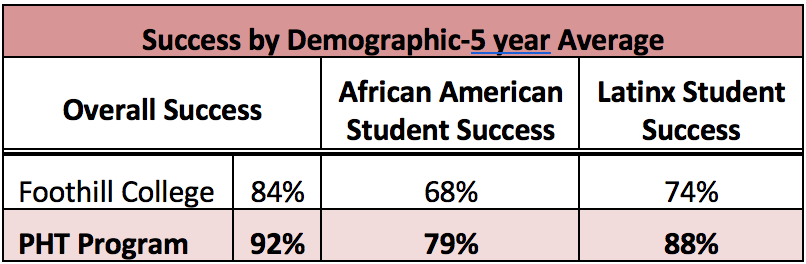 Success by Demographic-5 year Average
Overall Success
African American
Student Success
Latinx Student
Success
Foothill College 84% 68% 74%
PHT Program 92% 79% 88%